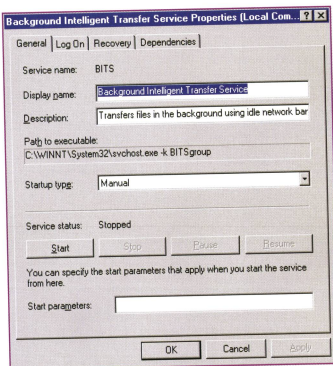 Background Intelligent Transfer Service Properties (Local Com... ? X
General Log On Recovery Dependencies
Service name: BITS
Display name: Background Intelligent Transfer Service
Description: Transfers files in the background using idle network bar
Path to executable:
C:\WINNT\System32\svchost.exe -k BITSgroup
Startup type: Manual
Service status: Stopped
Start Stop Pause Resume
You can specify the start parameters that apply when you start the service
from here.
Start parameters:
OK Cancel Apply